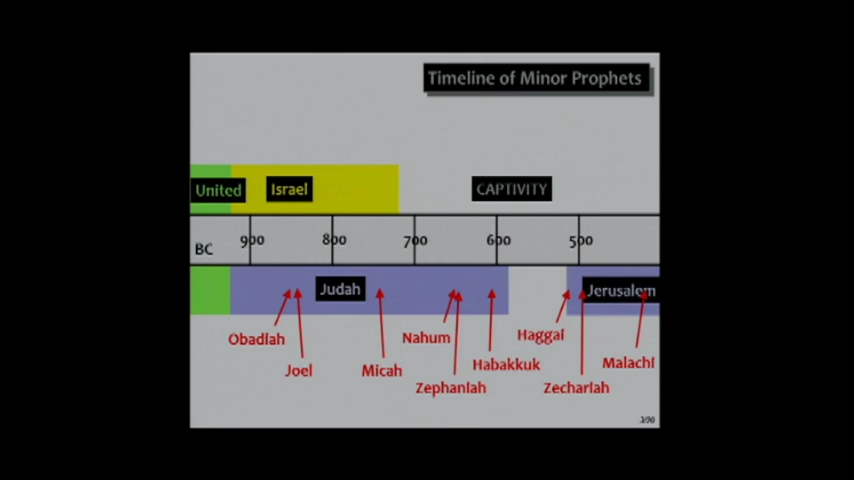 Timeline of Minor Prophets
United Israel CAPTIVITY
BC 900 800 700 600 500
Judah Jerusalem
Obadiah Nahum Haggai
Joel Micah Habakkuk Malachi
Zephaniah Zechariah